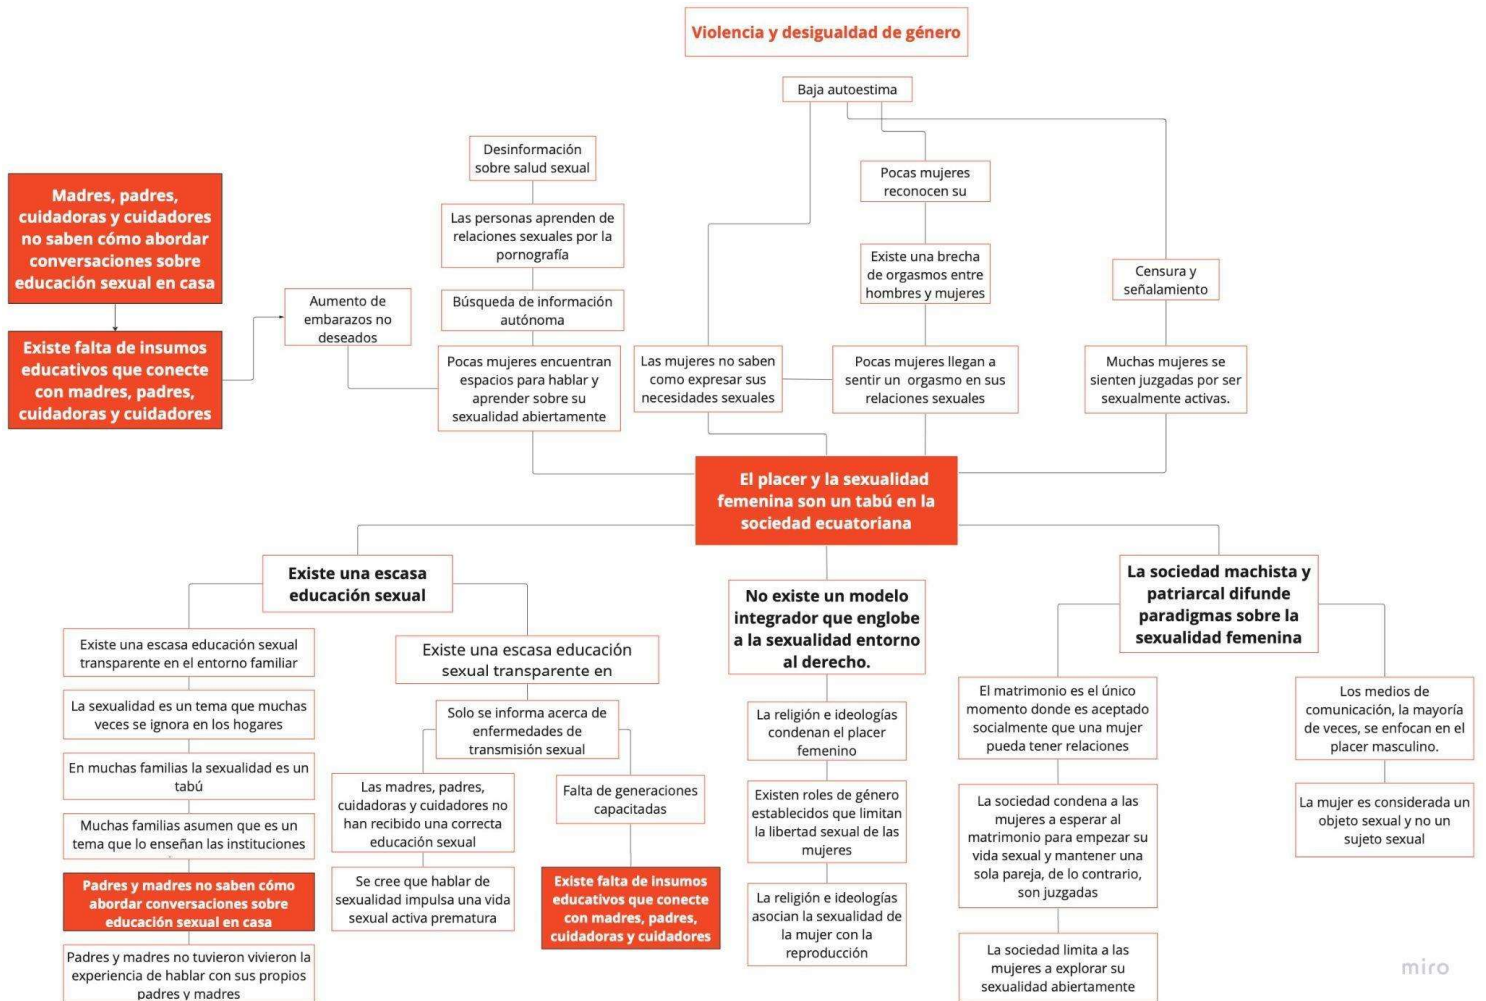 Violencia y desigualdad de género
Baja autoestima
Desinformación
sobre salud sexual
Las personas aprenden de
relaciones sexuales por la
pornografía
Búsqueda de información
autónoma
Pocas mujeres encuentran
espacios para hablar y
aprender sobre su
sexualidad abiertamente
Madres, padres,
cuidadoras y cuidadores
no saben cómo abordar
conversaciones sobre
educación sexual en casa
Existe falta de insumos
educativos que conecte
con madres, padres,
cuidadoras y cuidadores
Aumento de
embarazos no
deseados
Las mujeres no saben
como expresar sus
necesidades sexuales
Pocas mujeres
reconocen su
Existe una brecha
de orgasmos entre
hombres y mujeres
Pocas mujeres llegan a
sentir un orgasmo en sus
relaciones sexuales
Censura y
señalamiento
Muchas mujeres se
sienten juzgadas por ser
sexualmente activas.
El placer y la sexualidad
femenina son un tabú en la
sociedad ecuatoriana
Existe una escasa
educación sexual
Existe una escasa educación sexual
transparente en el entorno familiar
La sexualidad es un tema que muchas
veces se ignora en los hogares
En muchas familias la sexualidad es un
tabú
Muchas familias asumen que es un
tema que lo enseñan las instituciones
Padres y madres no saben cómo
abordar conversaciones sobre
educación sexual en casa
Padres y madres no tuvieron vivieron la
experiencia de hablar con sus propios
padres y madres
Existe una escasa educación
sexual transparente en
Solo se informa acerca de
enfermedades de
transmisión sexual
Las madres, padres,
cuidadoras y cuidadores no
han recibido una correcta
educación sexual
Se cree que hablar de
sexualidad impulsa una vida
sexual activa prematura
Falta de generaciones
capacitadas
Existe falta de insumos
educativos que conecte
con madres, padres,
cuidadoras y cuidadores
No existe un modelo
integrador que englobe
a la sexualidad entorno
al derecho.
La religión e ideologías
condenan el placer
femenino
Existen roles de género
establecidos que limitan
la libertad sexual de las
mujeres
La religión e ideologías
asocian la sexualidad de
la mujer con la
reproducción
La sociedad machista y
patriarcal difunde
paradigmas sobre la
sexualidad femenina
El matrimonio es el único
momento donde es aceptado
socialmente que una mujer
pueda tener relaciones
La sociedad condena a las
mujeres a esperar al
matrimonio para empezar su
vida sexual y mantener una
sola pareja, de lo contrario,
son juzgadas
La sociedad limita a las
mujeres a explorar su
sexualidad abiertamente
Los medios de
comunicación, la mayoría
de veces, se enfocan en el
placer masculino.
La mujer es considerada un
objeto sexual y no un
sujeto sexual
miro